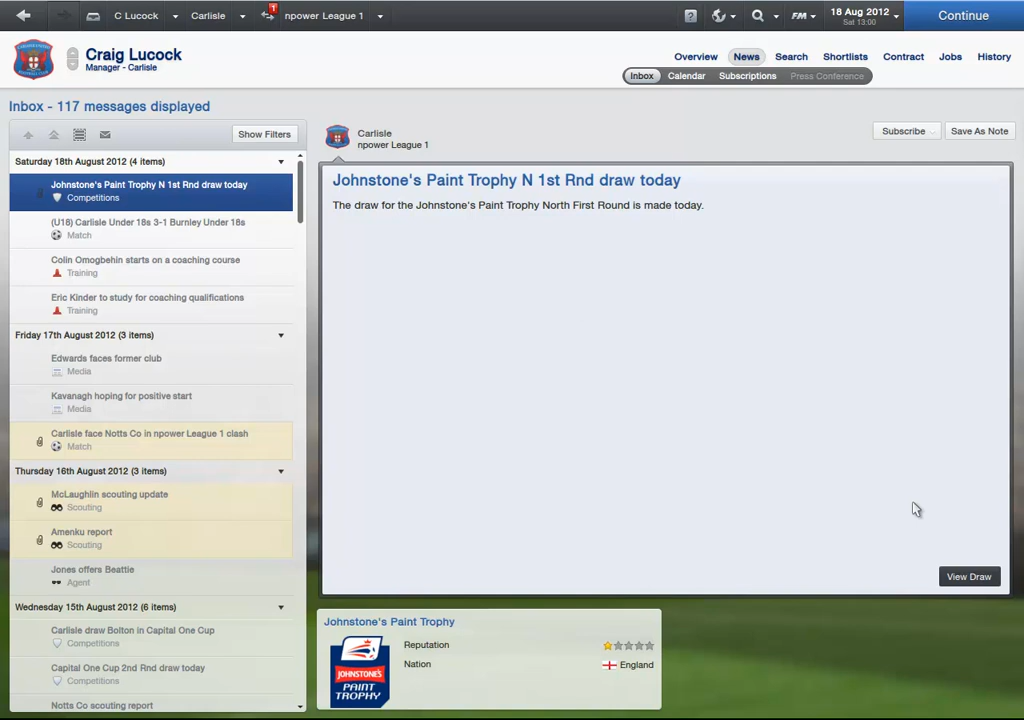 C Lucock
Carlisle
1
npower League 1
?
FM
18 Aug 2012
Sat 13:00
Continue
Craig Lucock
Manager - Carlisle
Overview
News
Search
Shortlists
Contract
Jobs
History
Inbox
Calendar
Subscriptions
Press Conference
Inbox - 117 messages displayed
Show Filters
Saturday 18th August 2012 (4 items)
Johnstone's Paint Trophy N 1st Rnd draw today
Competitions
(U18) Carlisle Under 18s 3-1 Burnley Under 18s
Match
Colin Omogbehin starts on a coaching course
Training
Eric Kinder to study for coaching qualifications
Training
Friday 17th August 2012 (3 items)
Edwards faces former club
Media
Kavanagh hoping for positive start
Media
Carlisle face Notts Co in npower League 1 clash
Match
Thursday 16th August 2012 (3 items)
McLaughlin scouting update
Scouting
Amenku report
Scouting
Jones offers Beattie
Agent
Wednesday 15th August 2012 (6 items)
Carlisle draw Bolton in Capital One Cup
Competitions
Capital One Cup 2nd Rnd draw today
Competitions
Notts Co scouting report
Carlisle
npower League 1
Subscribe
Save As Note
Johnstone's Paint Trophy N 1st Rnd draw today
The draw for the Johnstone's Paint Trophy North First Round is made today.
View Draw
Johnstone's Paint Trophy
JOHNSTONE'S
PAINT
TROPHY
Reputation
Nation
England